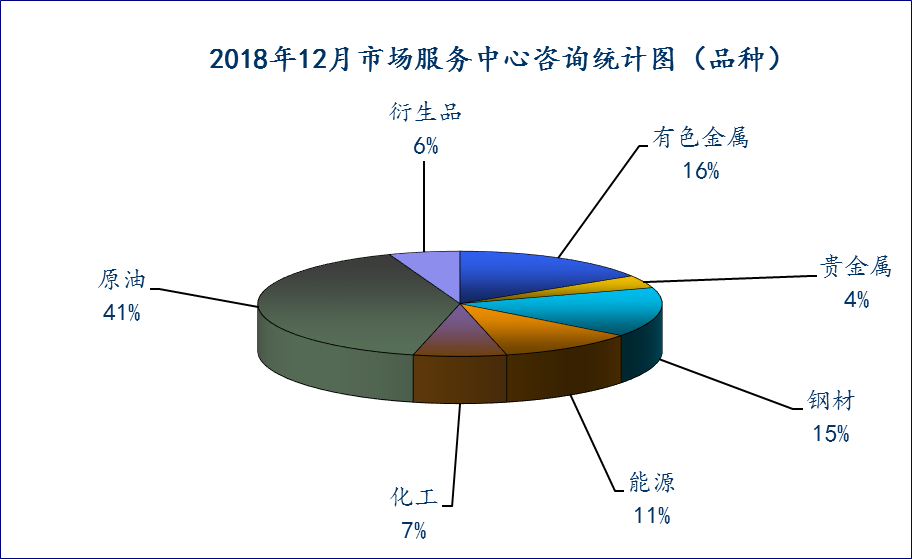 2018年12月市场服务中心咨询统计图（品种）
衍生品
6%
有色金属
16%
贵金属
4%
原油
41%
钢材
15%
能源
11%
化工
7%